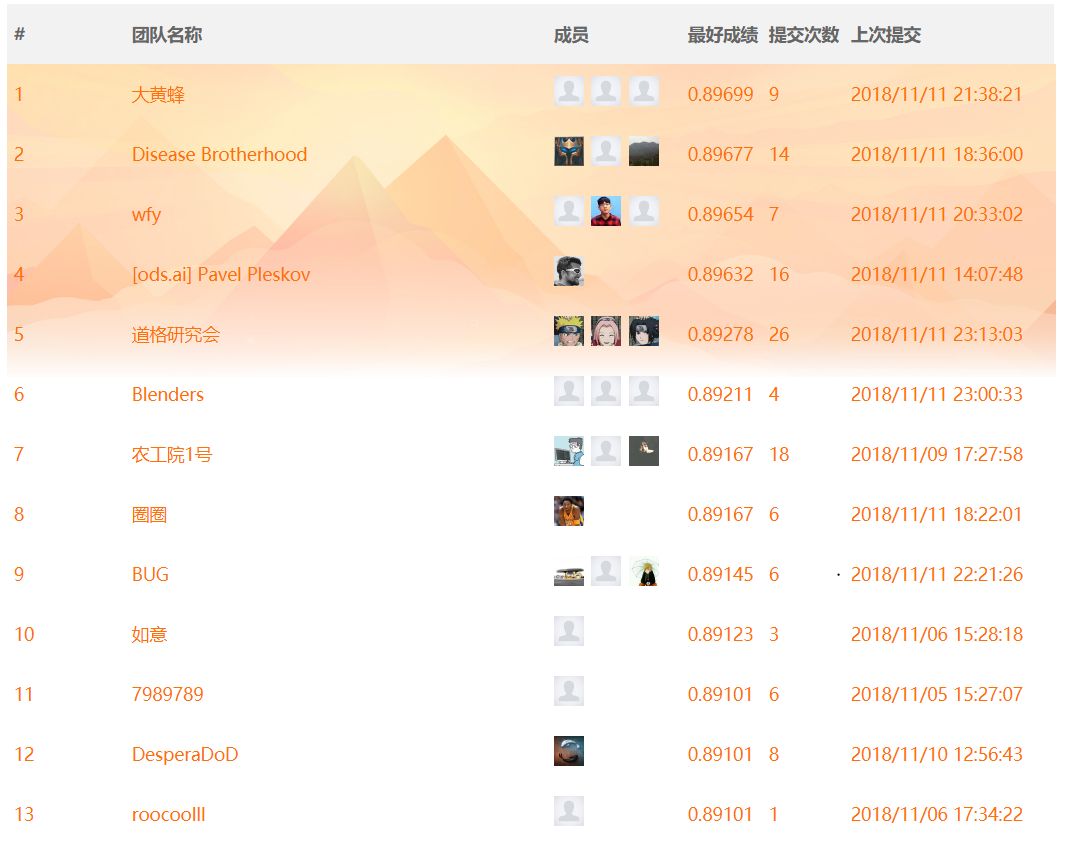 # 团队名称 成员 最好成绩 提交次数 上次提交
1 大黄蜂 0.89699 9 2018/11/11 21:38:21
2 Disease Brotherhood 0.89677 14 2018/11/11 18:36:00
3 wfy 0.89654 7 2018/11/11 20:33:02
4 [ods.ai] Pavel Pleskov 0.89632 16 2018/11/11 14:07:48
5 道格研究会 0.89278 26 2018/11/11 23:13:03
6 Blenders 0.89211 4 2018/11/11 23:00:33
7 农工院1号 0.89167 18 2018/11/09 17:27:58
8 圈圈 0.89167 6 2018/11/11 18:22:01
9 BUG 0.89145 6 2018/11/11 22:21:26
10 如意 0.89123 3 2018/11/06 15:28:18
11 7989789 0.89101 6 2018/11/05 15:27:07
12 DesperaDoD 0.89101 8 2018/11/10 12:56:43
13 roocoolll 0.89101 1 2018/11/06 17:34:22